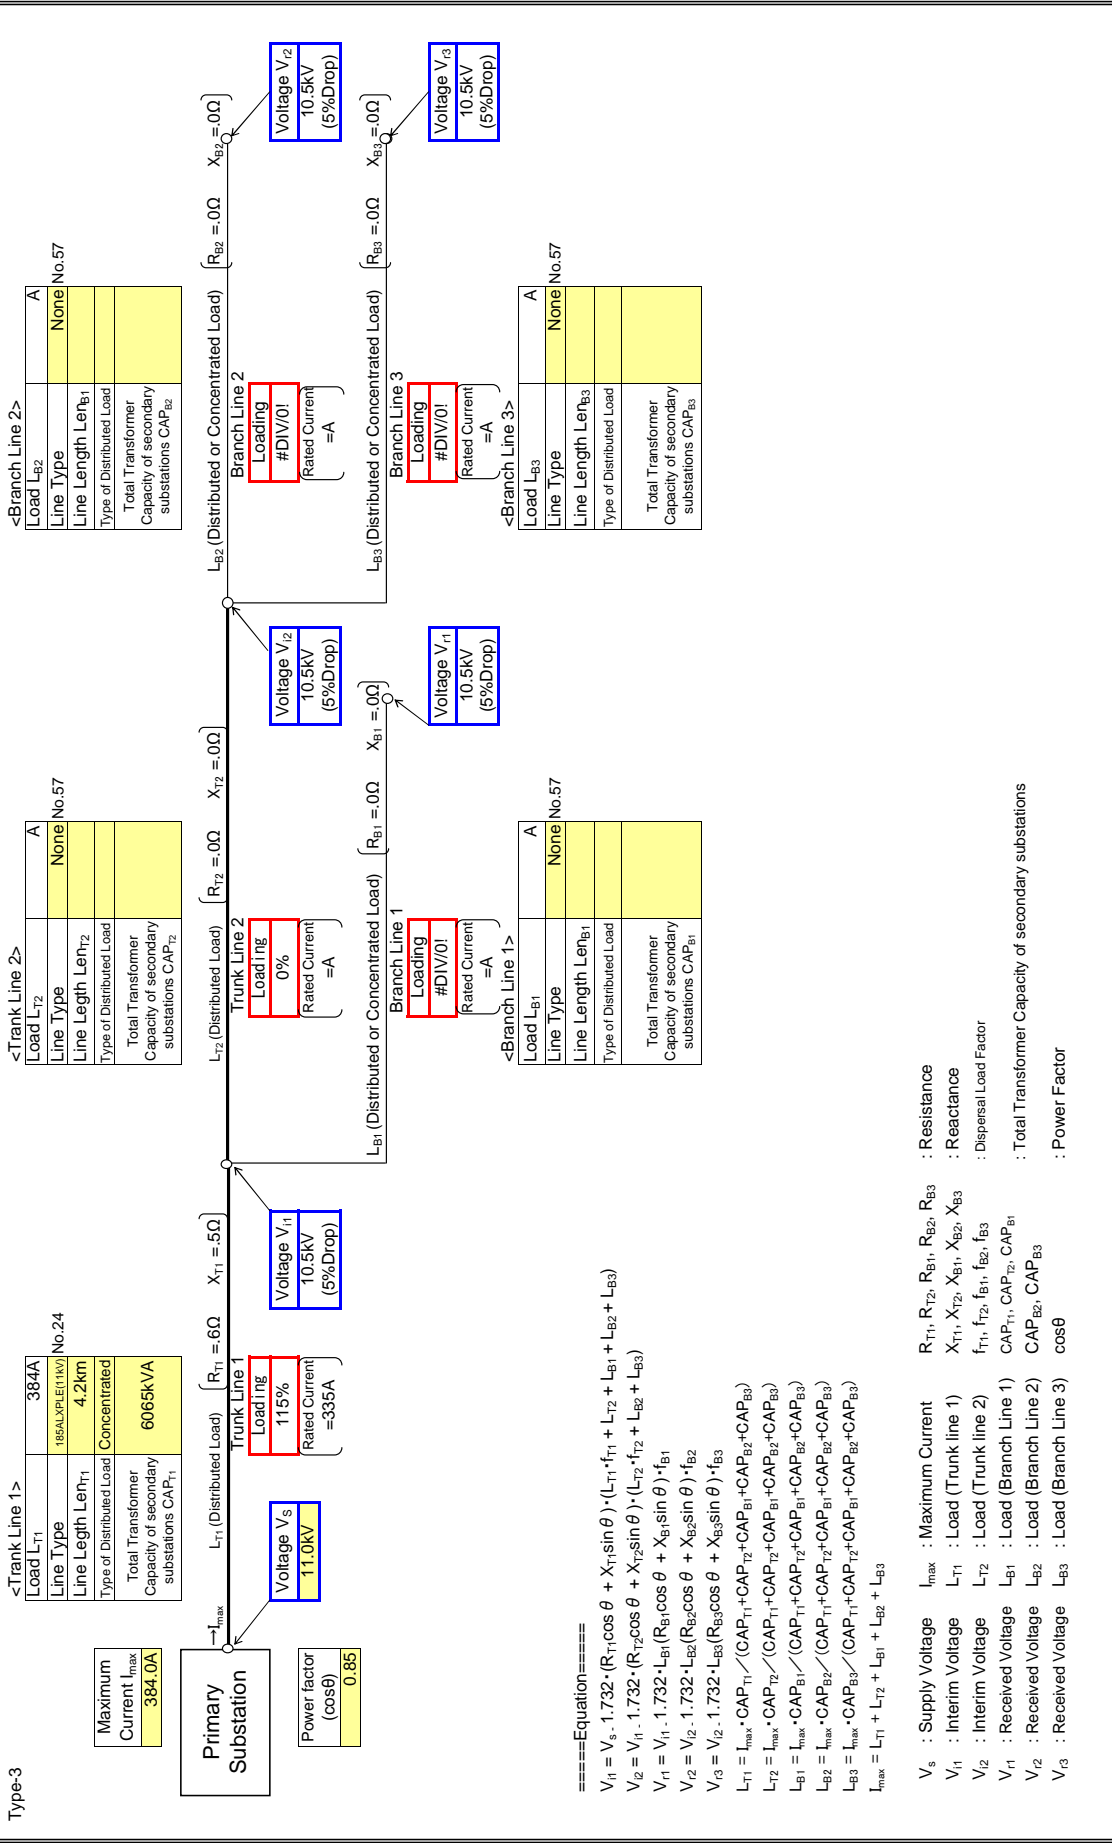 Type-3
Maximum
Current Imax
384.0A
Primary
Substation
Power factor
(cosθ)
0.85
→Imax
Voltage VS
11.0kV
<Trank Line 1>
Load LT1 384A
Line Type 185ALXPLE(11kV) No.24
Line Legth LenT1 4.2km
Type of Distributed Load Concentrated
Total Transformer
Capacity of secondary
substations CAPT1
6065kVA
LT1 (Distributed Load) RT1 =.6Ω XT1 =.5Ω
Trunk Line 1
Loading
115%
Rated Current
=335A
Voltage Vi1
10.5kV
(5%Drop)
<Trank Line 2>
Load LT2 A
Line Type None No.57
Line Length LenT2
Type of Distributed Load
Total Transformer
Capacity of secondary
substations CAPT2
LT2 (Distributed Load) RT2 =.0Ω XT2 =.0Ω
Trunk Line 2
Loading
0%
Rated Current
=A
Voltage Vi2
10.5kV
(5%Drop)
LB1 (Distributed or Concentrated Load) RB1 =.0Ω XB1 =.0Ω
Branch Line 1
Loading
#DIV/0!
Rated Current
=A
Voltage Vr1
10.5kV
(5%Drop)
<Branch Line 1>
Load LB1 A
Line Type None No.57
Line Length LenB1
Type of Distributed Load
Total Transformer
Capacity of secondary
substations CAPB1
<Branch Line 2>
Load LB2 A
Line Type None No.57
Line Length LenB1
Type of Distributed Load
Total Transformer
Capacity of secondary
substations CAPB2
LB2 (Distributed or Concentrated Load) RB2 =.0Ω XB2 =.0Ω
Branch Line 2
Loading
#DIV/0!
Rated Current
=A
Voltage Vr2
10.5kV
(5%Drop)
LB3 (Distributed or Concentrated Load) RB3 =.0Ω XB3 =.0Ω
Branch Line 3
Loading
#DIV/0!
Rated Current
=A
Voltage Vr3
10.5kV
(5%Drop)
<Branch Line 3>
Load LB3 A
Line Type None No.57
Line Length LenB3
Type of Distributed Load
Total Transformer
Capacity of secondary
substations CAPB3
=====Equation=====
Vi1 = Vs - 1.732・(RT1cos θ + XT1sin θ)・(LT1・fT1 + LT2 + LB1 + LB2 + LB3)
Vi2 = Vi1 - 1.732・(RT2cos θ + XT2sin θ)・(LT2・fT2 + LB2 + LB3)
Vr1 = Vi1 - 1.732・LB1(RB1cos θ + XB1sin θ)・fB1
Vr2 = Vi2 - 1.732・LB2(RB2cos θ + XB2sin θ)・fB2
Vr3 = Vi2 - 1.732・LB3(RB3cos θ + XB3sin θ)・fB3
LT1 = Imax・CAPT1／(CAPT1+CAPT2+CAPB1+CAPB2+CAPB3)
LT2 = Imax・CAPT2／(CAPT1+CAPT2+CAPB1+CAPB2+CAPB3)
LB1 = Imax・CAPB1／(CAPT1+CAPT2+CAPB1+CAPB2+CAPB3)
LB2 = Imax・CAPB2／(CAPT1+CAPT2+CAPB1+CAPB2+CAPB3)
LB3 = Imax・CAPB3／(CAPT1+CAPT2+CAPB1+CAPB2+CAPB3)
Imax = LT1 + LT2 + LB1 + LB2 + LB3
Vs : Supply Voltage Imax : Maximum Current RT1, RT2, RB1, RB2, RB3 : Resistance
Vi1 : Interim Voltage LT1 : Load (Trunk line 1) XT1, XT2, XB1, XB2, XB3 : Reactance
Vi2 : Interim Voltage LT2 : Load (Trunk line 2) fT1, fT2, fB1, fB2, fB3 : Dispersal Load Factor
Vr1 : Received Voltage LB1 : Load (Branch Line 1) CAPT1, CAPT2, CAPB1 : Total Transformer Capacity of secondary substations
Vr2 : Received Voltage LB2 : Load (Branch Line 2) CAPB2, CAPB3
Vr3 : Received Voltage LB3 : Load (Branch Line 3) cosθ : Power Factor